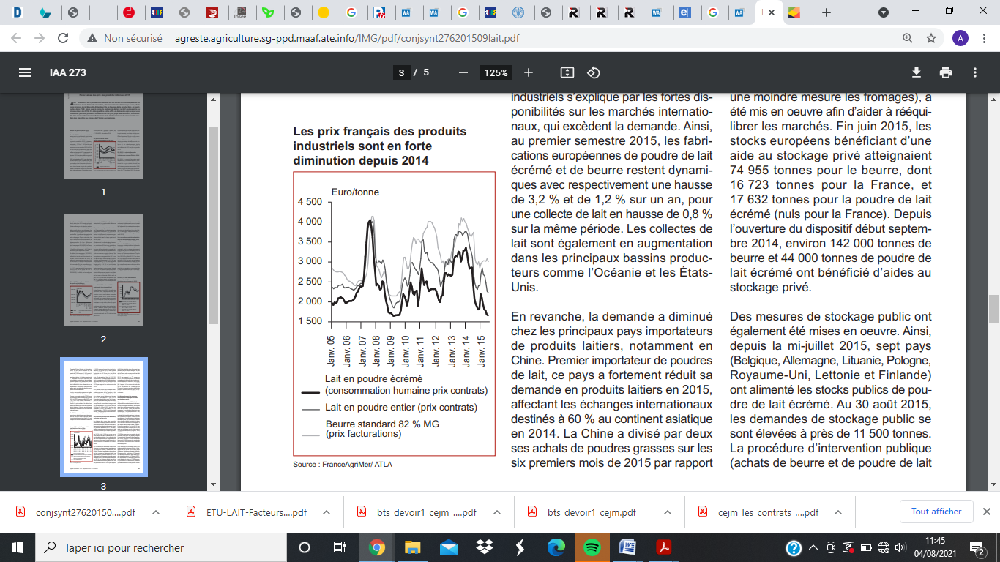 Non sécurisé | agreste.agriculture.sg-ppd.maaf.ate.info/IMG/pdf/conjsynt276201509lait.pdf
A
IAA 273
3 / 5
125%
1
2
3
Les prix français des produits
industriels sont en forte
diminution depuis 2014
Euro/tonne
4 500
4 000
3 500
3 000
2 500
2 000
1 500
Janv. 05
Janv. 06
Janv. 07
Janv. 08
Janv. 09
Janv. 10
Janv. 11
Janv. 12
Janv. 13
Janv. 14
Janv. 15
Lait en poudre écrémé
(consommation humaine prix contrats)
Lait en poudre entier (prix contrats)
Beurre standard 82 % MG
(prix facturations)
Source : FranceAgriMer/ ATLA
industriels s'explique par les fortes dis-
ponibilités sur les marchés internatio-
naux, qui excèdent la demande. Ainsi,
au premier semestre 2015, les fabri-
cations européennes de poudre de lait
écrémé et de beurre restent dynami-
ques avec respectivement une hausse
de 3,2 % et de 1,2 % sur un an, pour
une collecte de lait en hausse de 0,8 %
sur la même période. Les collectes de
lait sont également en augmentation
dans les principaux bassins produc-
teurs comme l'Océanie et les États-
Unis.
En revanche, la demande a diminué
chez les principaux pays importateurs
de produits laitiers, notamment en
Chine. Premier importateur de poudres
de lait, ce pays a fortement réduit sa
demande en produits laitiers en 2015,
affectant les échanges internationaux
destinés à 60 % au continent asiatique
en 2014. La Chine a divisé par deux
ses achats de poudres grasses sur les
six premiers mois de 2015 par rapport
une moindre mesure les fromages), a
été mis en oeuvre afin d'aider à rééqui-
librer les marchés. Fin juin 2015, les
stocks européens bénéficiant d'une
aide au stockage privé atteignaient
74 955 tonnes pour le beurre, dont
16 723 tonnes pour la France, et
17 632 tonnes pour la poudre de lait
écrémé (nuls pour la France). Depuis
l'ouverture du dispositif début septem-
bre 2014, environ 142 000 tonnes de
beurre et 44 000 tonnes de poudre de
lait écrémé ont bénéficié d'aides au
stockage privé.
Des mesures de stockage public ont
également été mises en oeuvre. Ainsi,
depuis la mi-juillet 2015, sept pays
(Belgique, Allemagne, Lituanie, Pologne,
Royaume-Uni, Lettonie et Finlande)
ont alimenté les stocks publics de pou-
dre de lait écrémé. Au 30 août 2015,
les demandes de stockage public se
sont élevées à près de 11 500 tonnes.
La procédure d'intervention publique
(achats de beurre et de poudre de lait
conjsynt27620150....pdf
ETU-LAIT-Facteurs....pdf
bts_devoir1_cejm_....pdf
bts_devoir1_cejm.pdf
cejm_les_contrats_....pdf
Tout afficher
Taper ici pour rechercher
11:45
04/08/2021
2